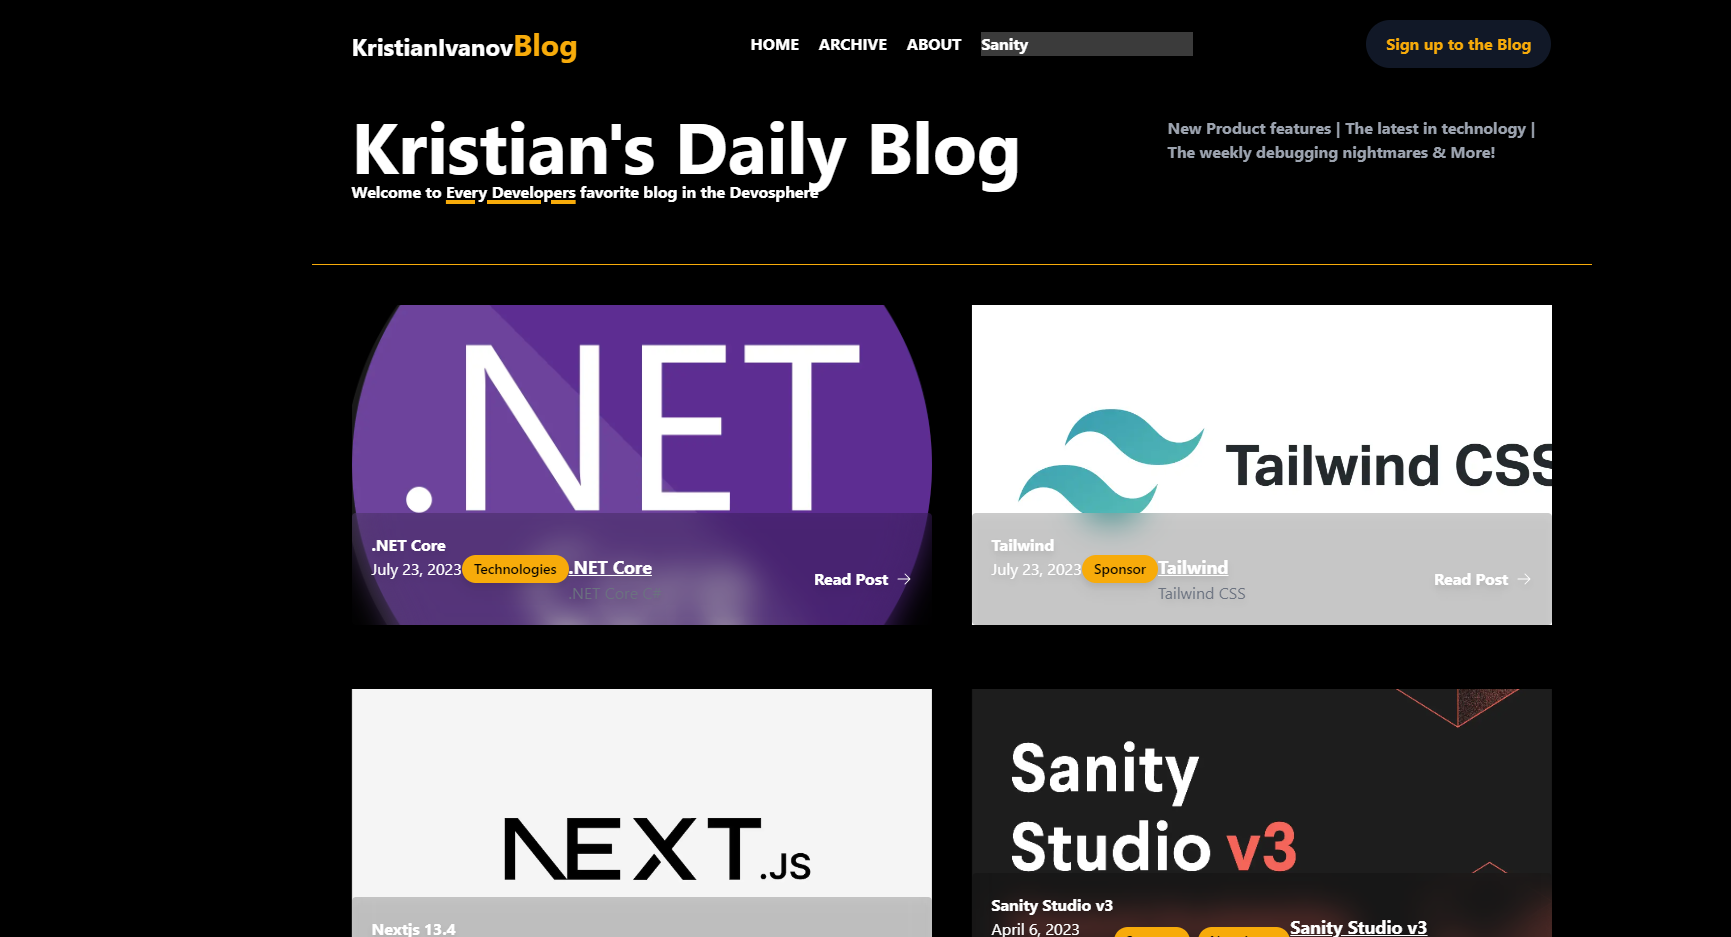 KristianIvanovBlog
HOME ARCHIVE ABOUT Sanity
Sign up to the Blog
Kristian's Daily Blog
Welcome to Every Developers favorite blog in the Devosphere
New Product features | The latest in technology |
The weekly debugging nightmares & More!
.NET
.NET Core
July 23, 2023 Technologies .NET Core
.NET Core
Read Post
Tailwind CSS
Tailwind
July 23, 2023 Sponsor Tailwind
Tailwind CSS
Read Post
NEXT.JS
Nextjs 13.4
Sanity
Studio v3
Sanity Studio v3
April 6, 2023
Sanity Studio v3